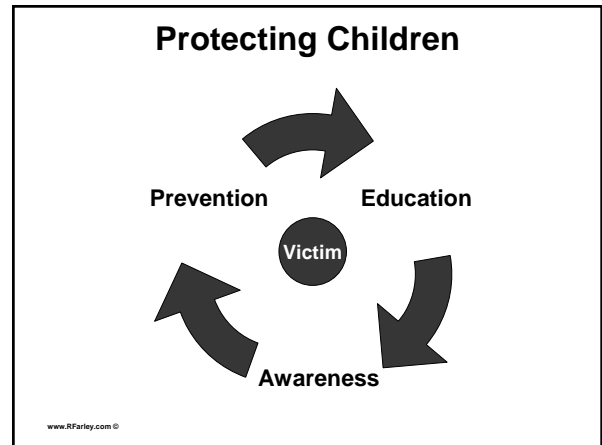 Protecting Children
Prevention Education
Victim
Awareness
www.RFarley.com ©